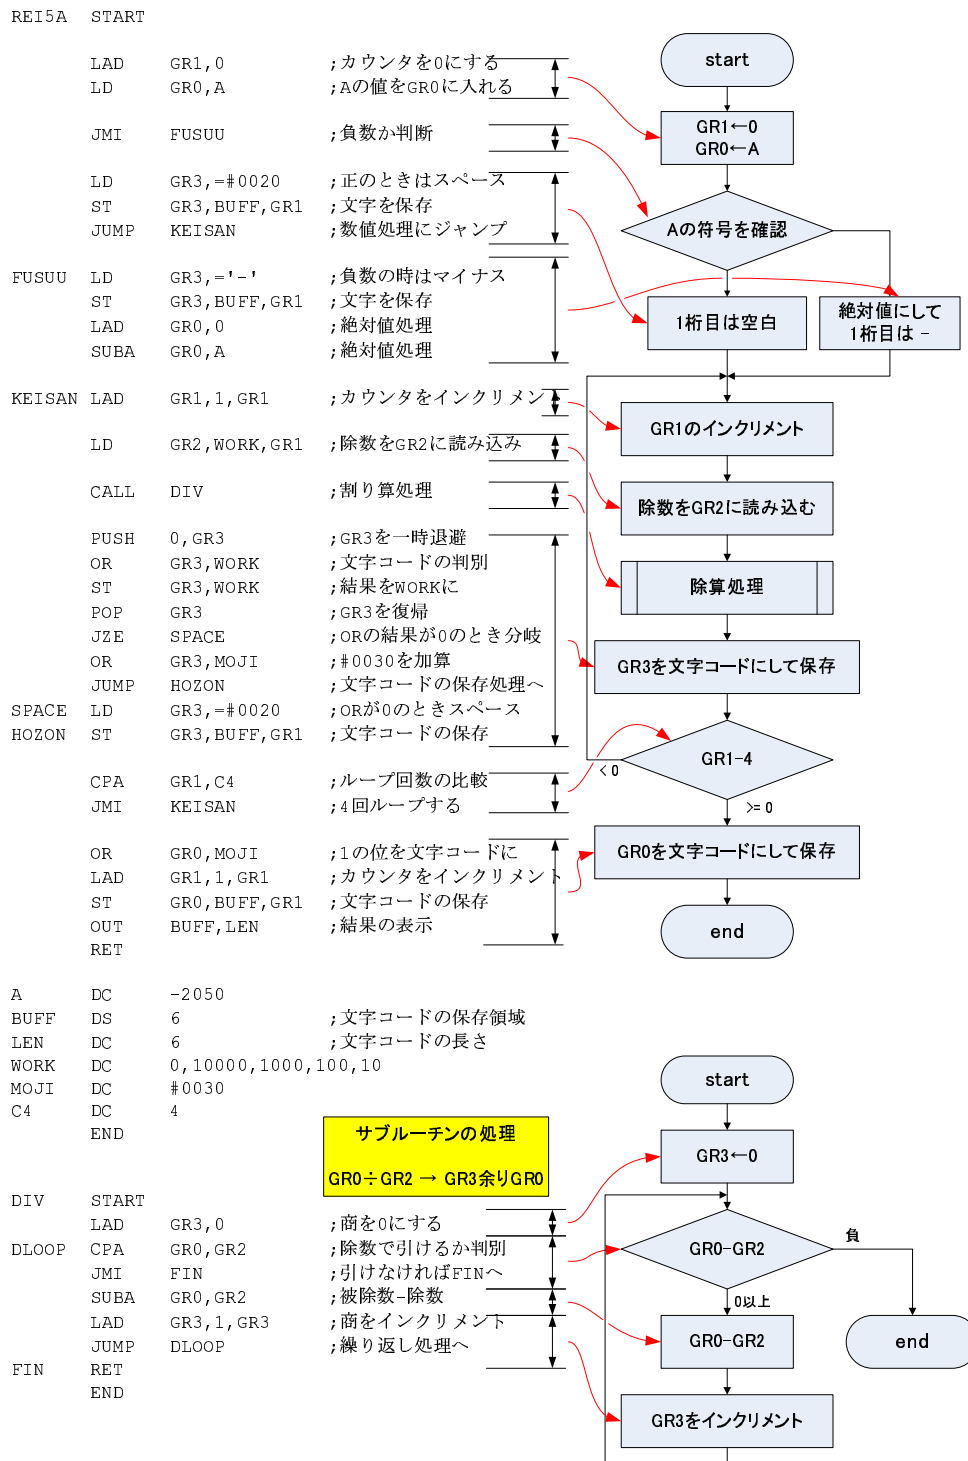 REI5A START
LAD GR1,0 ;カウンタを0にする
LD GR0,A ;Aの値をGR0に入れる
JMI FUSUU ;負数か判断
LD GR3,=#0020 ;正のときはスペース
ST GR3,BUFF,GR1 ;文字を保存
JUMP KEISAN ;数値処理にジャンプ
FUSUU LD GR3,='-' ;負数の時はマイナス
ST GR3,BUFF,GR1 ;文字を保存
LAD GR0,0 ;絶対値処理
SUBA GR0,A ;絶対値処理
KEISAN LAD GR1,1,GR1 ;カウンタをインクリメント
LD GR2,WORK,GR1 ;除数をGR2に読み込み
CALL DIV ;割り算処理
PUSH 0,GR3 ;GR3を一時退避
OR GR3,WORK ;文字コードの判別
ST GR3,WORK ;結果をWORKに
POP GR3 ;GR3を復帰
JZE SPACE ;ORの結果が0のとき分岐
OR GR3,MOJI ;#0030を加算
JUMP HOZON ;文字コードの保存処理へ
SPACE LD GR3,=#0020 ;ORが0のときスペース
HOZON ST GR3,BUFF,GR1 ;文字コードの保存
CPA GR1,C4 ;ループ回数の比較
JMI KEISAN ;4回ループする
OR GR0,MOJI ;1の位を文字コードに
LAD GR1,1,GR1 ;カウンタをインクリメント
ST GR0,BUFF,GR1 ;文字コードの保存
OUT BUFF,LEN ;結果の表示
RET
A DC -2050
BUFF DS 6 ;文字コードの保存領域
LEN DC 6 ;文字コードの長さ
WORK DC 0,10000,1000,100,10
MOJI DC #0030
C4 DC 4
END
start
GR1←0
GR0←A
Aの符号を確認
1桁目は空白
絶対値にして
1桁目は -
GR1のインクリメント
除数をGR2に読み込む
除算処理
GR3を文字コードにして保存
GR1-4
< 0
>= 0
GR0を文字コードにして保存
end
サブルーチンの処理
GR0÷GR2 → GR3余りGR0
DIV START
LAD GR3,0 ;商を0にする
DLOOP CPA GR0,GR2 ;除数で引けるか判別
JMI FIN ;引けなければFINへ
SUBA GR0,GR2 ;被除数-除数
LAD GR3,1,GR3 ;商をインクリメント
JUMP DLOOP ;繰り返し処理へ
FIN RET
END
start
GR3←0
GR0-GR2
負
0以上
GR0-GR2
end
GR3をインクリメント